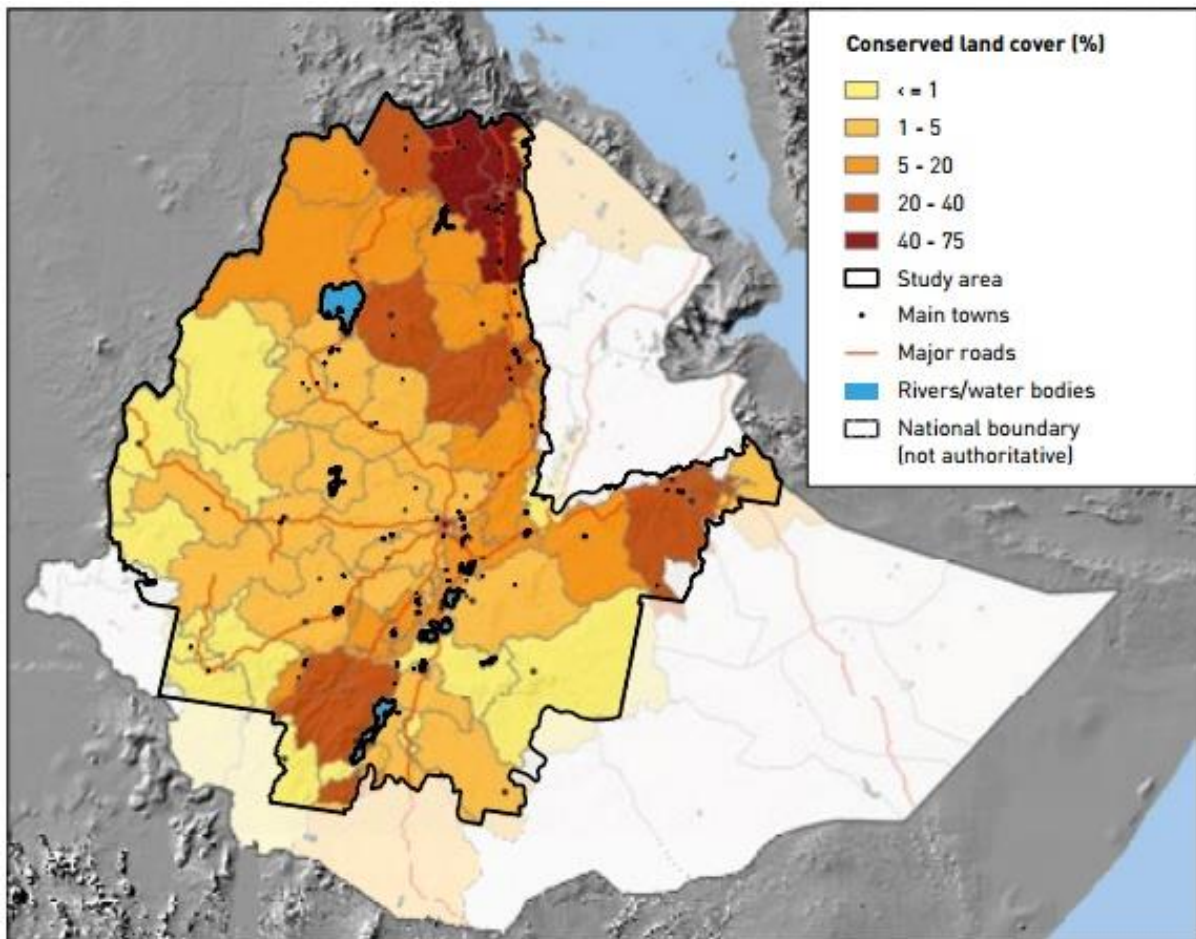 Conserved land cover (%)
< = 1
1 - 5
5 - 20
20 - 40
40 - 75
Study area
Main towns
Major roads
Rivers/water bodies
National boundary
(not authoritative)